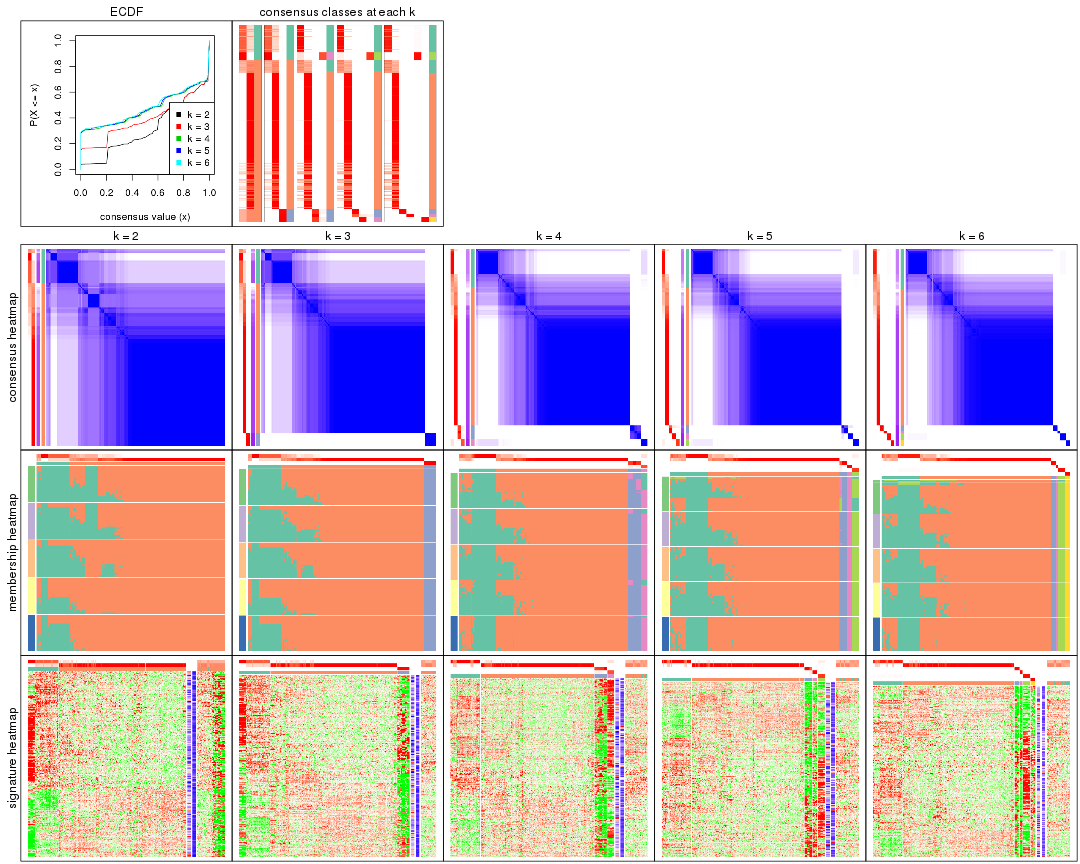 ECDF
consensus classes at each k
P(X <= x)
0.0 0.2 0.4 0.6 0.8 1.0
k = 2
k = 3
k = 4
k = 5
k = 6
0.0 0.2 0.4 0.6 0.8 1.0
consensus value (x)
k = 2 k = 3 k = 4 k = 5 k = 6
consensus heatmap
membership heatmap
signature heatmap